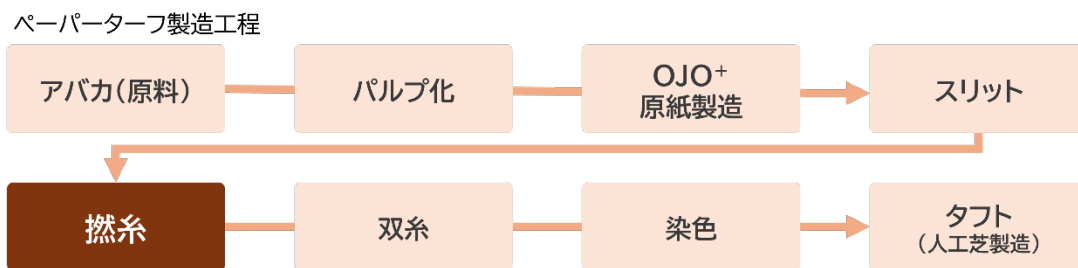 ペーパーターフ製造工程
アバカ(原料)
パルプ化
OJO⁺
原紙製造
スリット
撚糸
双糸
染色
タフト
(人工芝製造)